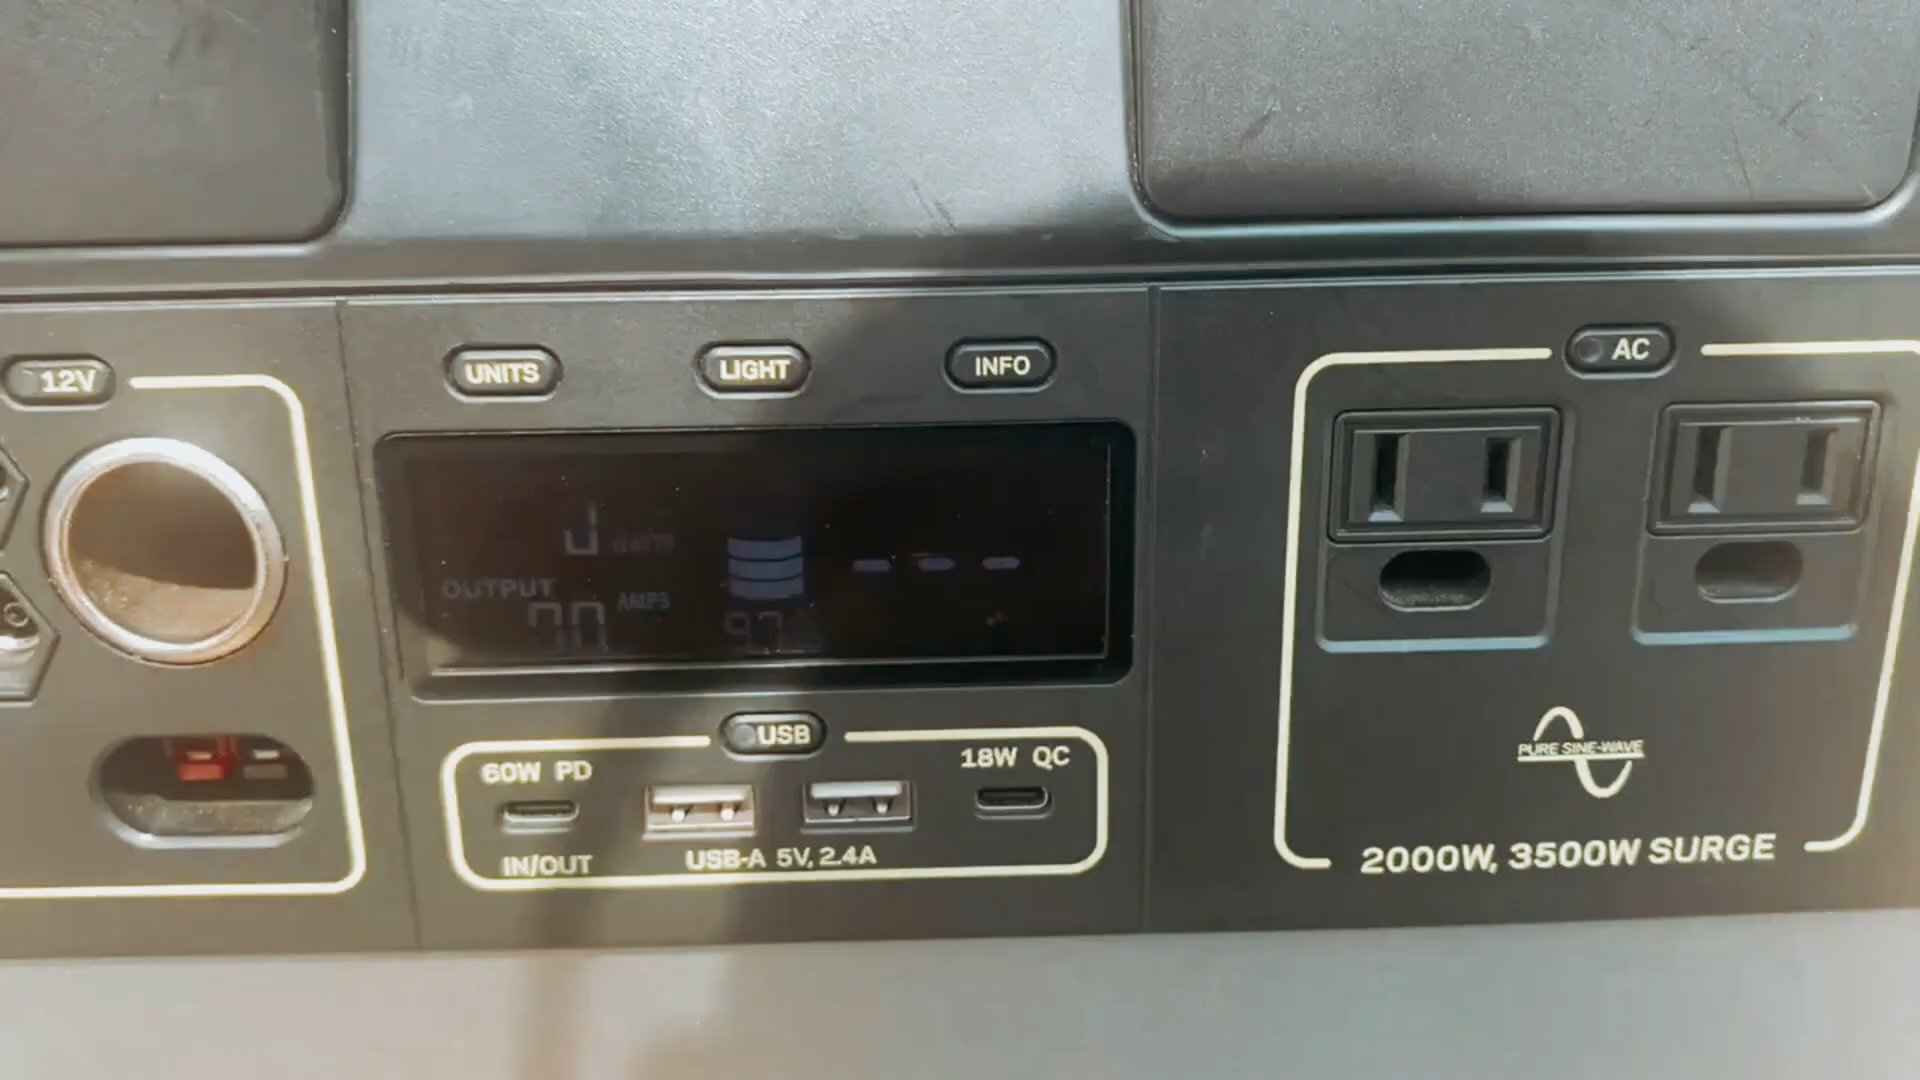 12V
UNITS
LIGHT
INFO
AC
OUTPUT
AMPS
97
USB
60W PD
18W QC
IN/OUT
USB-A 5V, 2.4A
PURE SINE-WAVE
2000W, 3500W SURGE